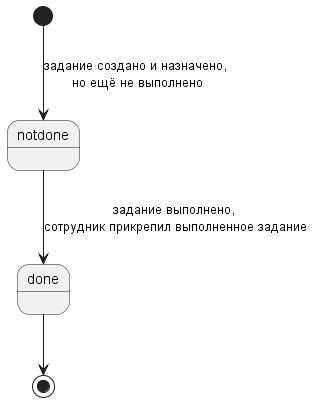 задание создано и назначено,
но ещё не выполнено
notdone
задание выполнено,
сотрудник прикрепил выполненное задание
done